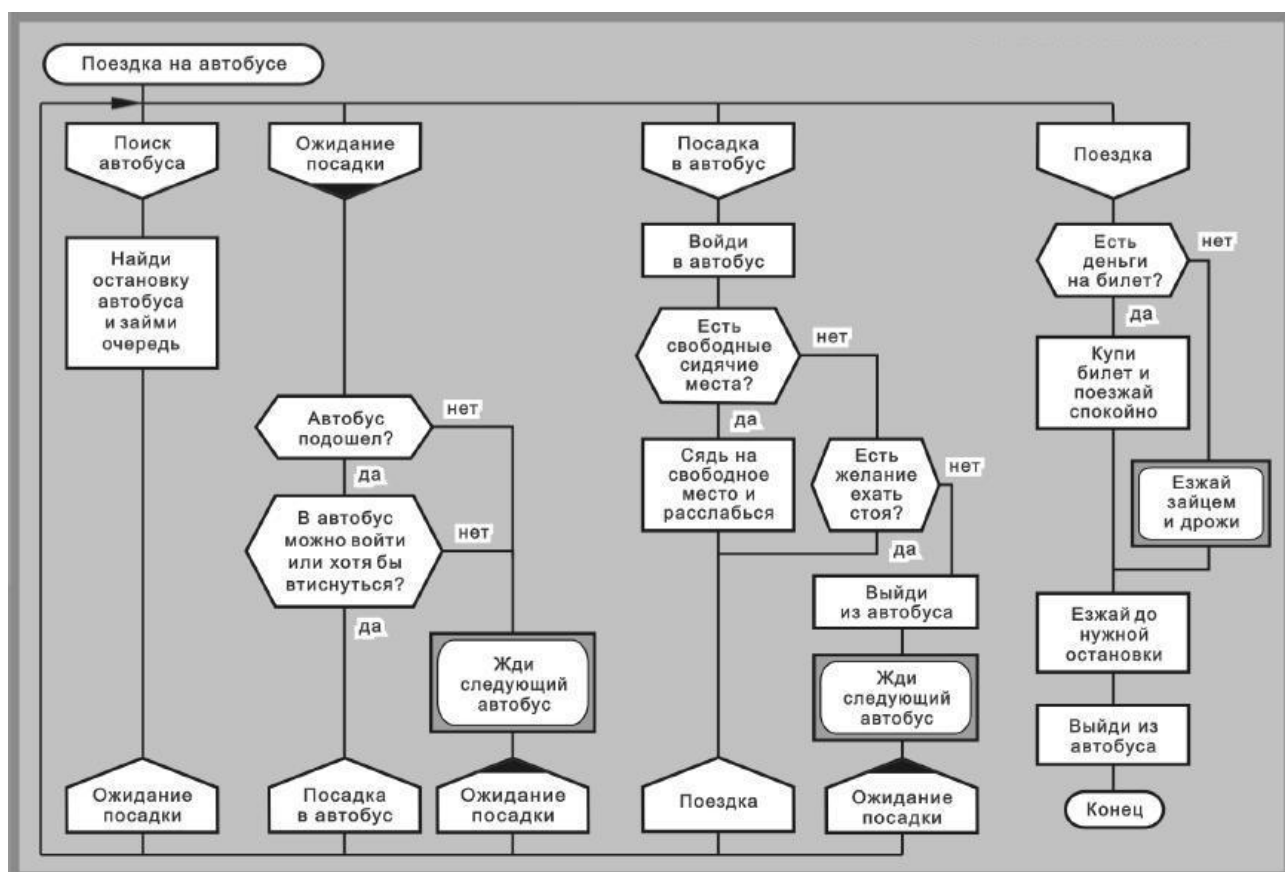 Поездка на автобусе
Поиск
автобуса
Найди
остановку
автобуса
и займи
очередь
Ожидание
посадки
Ожидание
посадки
Автобус
подошел?
нет
да
В автобус
можно войти
или хотя бы
втиснуться?
нет
да
Жди
следующий
автобус
Посадка
в автобус
Ожидание
посадки
Посадка
в автобус
Войди
в автобус
Есть
свободные
сидячие
места?
нет
да
Сядь на
свободное
место и
расслабься
Есть
желание
ехать
стоя?
нет
да
Выйди
из автобуса
Жди
следующий
автобус
Поездка
Ожидание
посадки
Поездка
Есть
деньги
на билет?
нет
да
Купи
билет и
поезжай
спокойно
Езжай
зайцем
и дрожи
Езжай до
нужной
остановки
Выйди из
автобуса
Конец